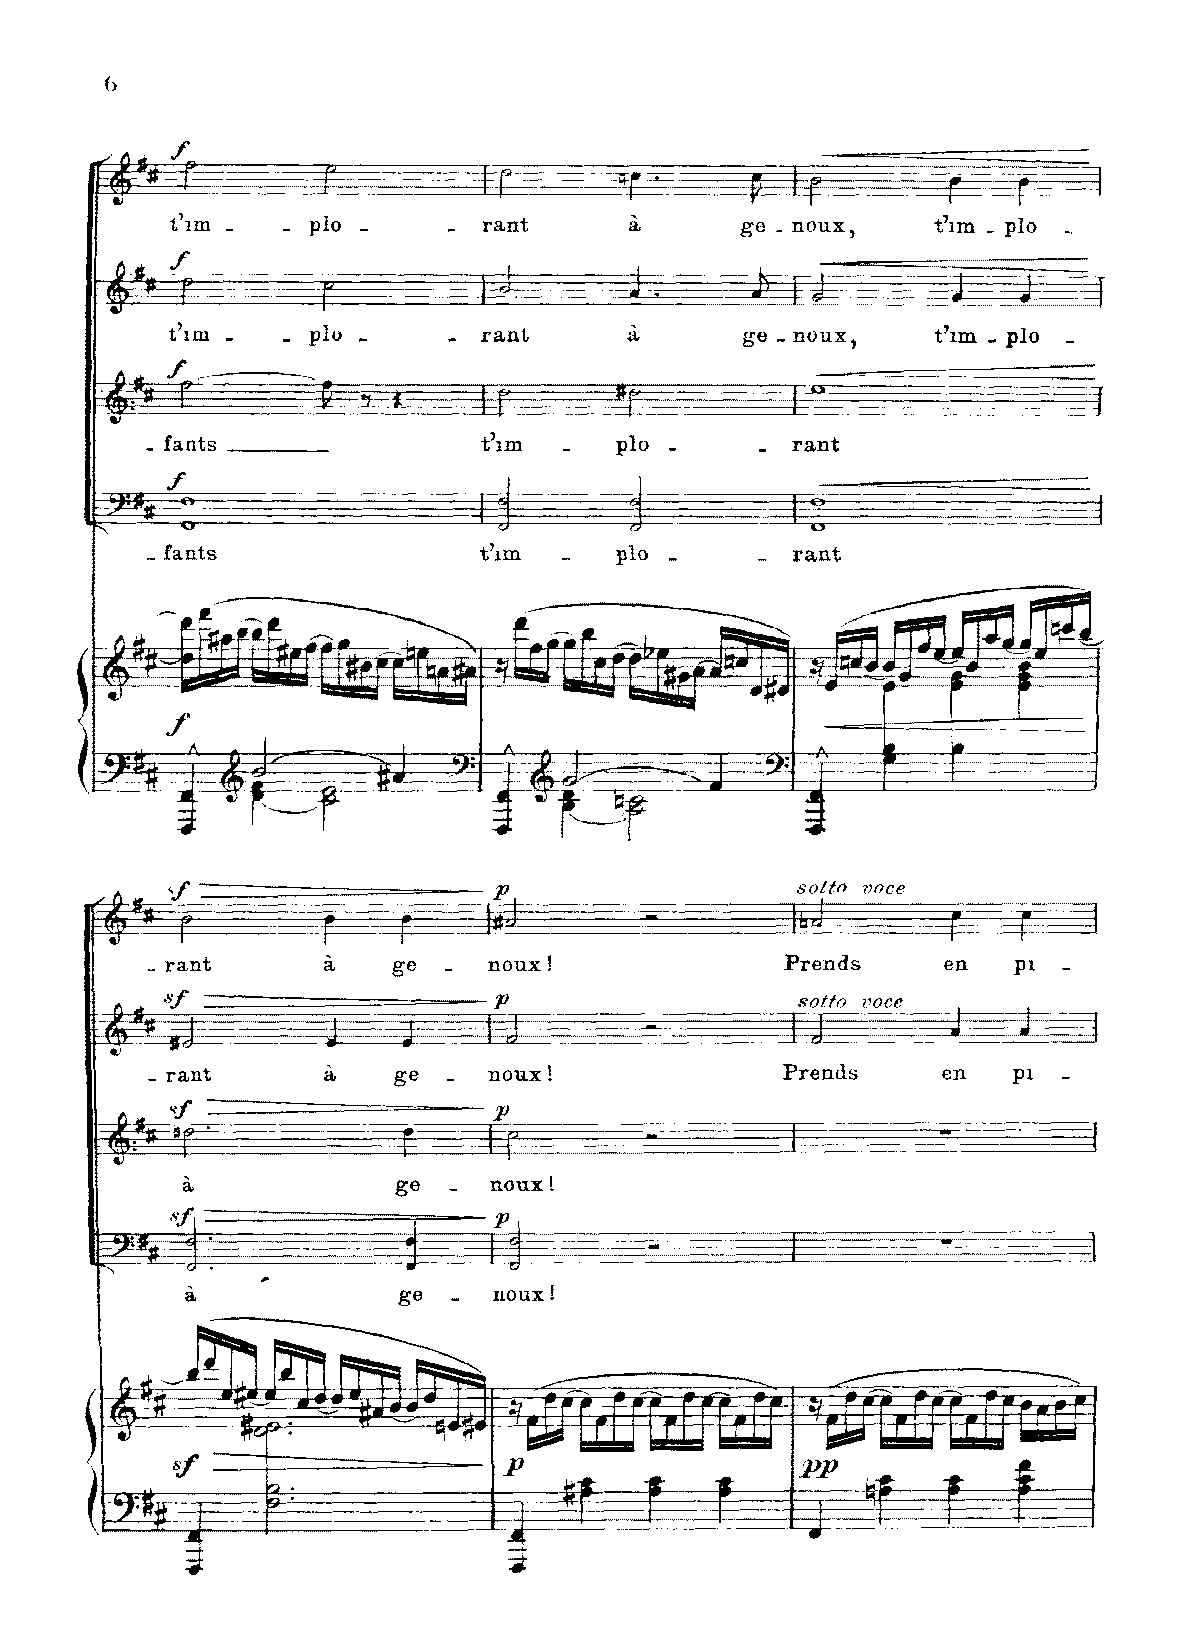 6
f
t'im - - plo - - rant à ge - noux, t'im - plo -
f
t'im - - plo - - rant à ge - noux, t'im - plo -
f
- fants t'im - plo - - rant
f
- fants t'im - plo - - rant
f
sf p sotto voce
- rant à ge - noux! Prends en pi -
sf p sotto voce
- rant à ge - noux! Prends en pi -
sf p
à ge - noux!
sf p
à ge - noux!
sf p pp